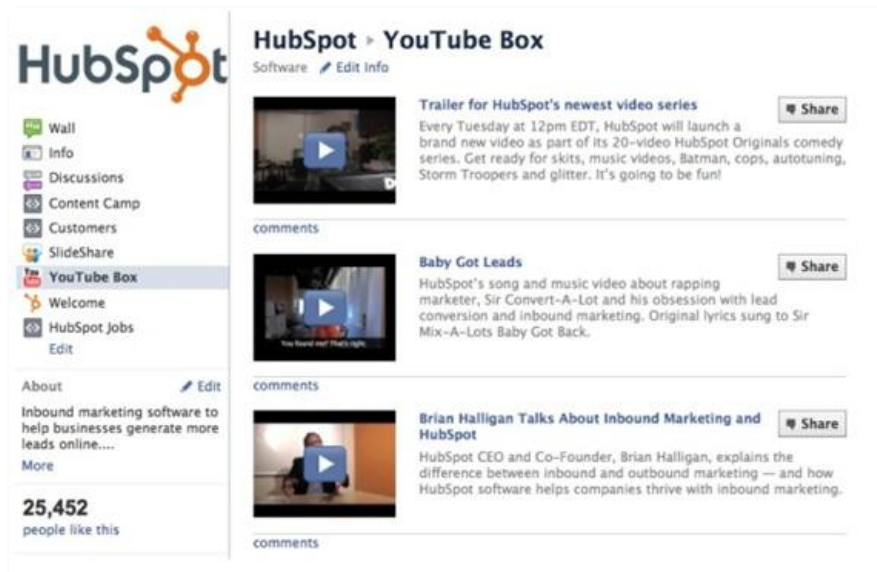 HubSpot
Wall
Info
Discussions
Content Camp
Customers
SlideShare
YouTube Box
Welcome
HubSpot Jobs
Edit
About Edit
Inbound marketing software to
help businesses generate more
leads online....
More
25,452
people like this
HubSpot ▸ YouTube Box
Software Edit Info
Trailer for HubSpot's newest video series
Share
Every Tuesday at 12pm EDT, HubSpot will launch a
brand new video as part of its 20-video HubSpot Originals comedy
series. Get ready for skits, music videos, Batman, cops, autotuning,
Storm Troopers and glitter. It's going to be fun!
comments
Baby Got Leads
Share
HubSpot's song and music video about rapping
marketer, Sir Convert-A-Lot and his obsession with lead
conversion and inbound marketing. Original lyrics sung to Sir
Mix-A-Lots Baby Got Back.
You found me! That's right.
comments
Brian Halligan Talks About Inbound Marketing and
HubSpot
Share
HubSpot CEO and Co-Founder, Brian Halligan, explains the
difference between inbound and outbound marketing — and how
HubSpot software helps companies thrive with inbound marketing.
comments